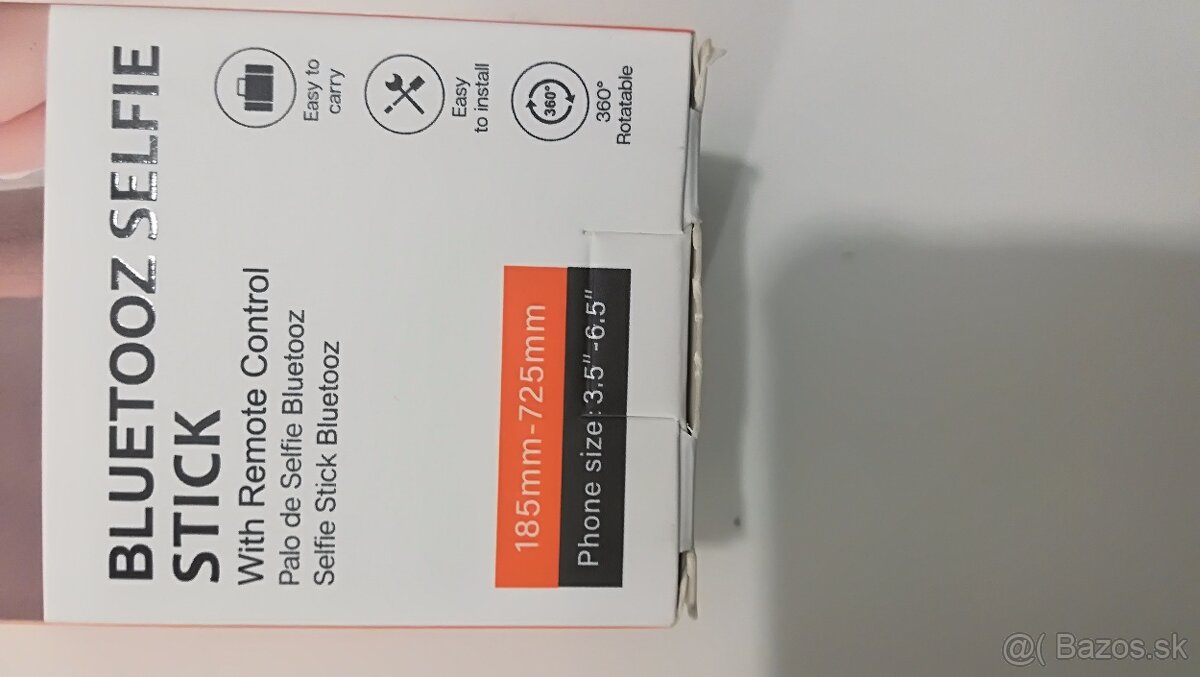 BLUETOOZ SELFIE
STICK
With Remote Control
Palo de Selfie Bluetooz
Selfie Stick Bluetooz
185mm-725mm
Phone size: 3.5"-6.5"
Easy to
carry
Easy
to install
360°
360°
Rotatable
@( Bazos.sk